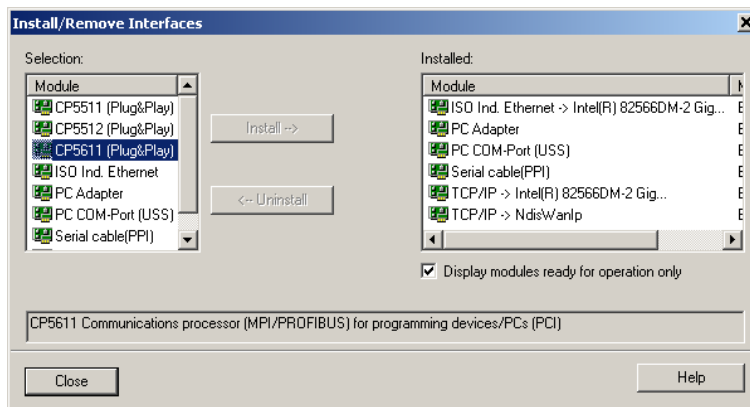 Install/Remove Interfaces
Selection:
Module
CP5511 (Plug&Play)
CP5512 (Plug&Play)
CP5611 (Plug&Play)
ISO Ind. Ethernet
PC Adapter
PC COM-Port (USS)
Serial cable(PPI)
Install -->
<-- Uninstall
Installed:
Module
ISO Ind. Ethernet -> Intel(R) 82566DM-2 Gig...
PC Adapter
PC COM-Port (USS)
Serial cable(PPI)
TCP/IP -> Intel(R) 82566DM-2 Gig...
TCP/IP -> NdisWanIp
Display modules ready for operation only
CP5611 Communications processor (MPI/PROFIBUS) for programming devices/PCs (PCI)
Close
Help